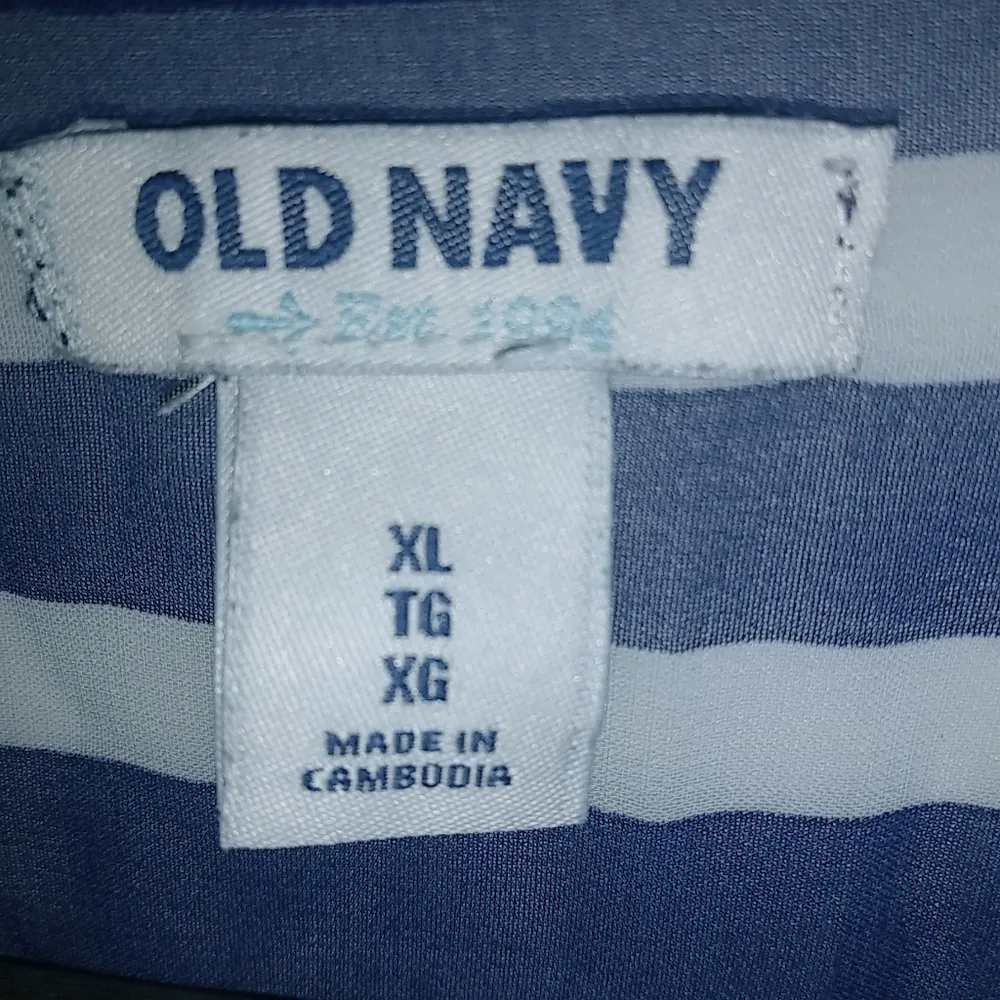 OLD NAVY
Est. 1994
XL
TG
XG
MADE IN
CAMBODIA